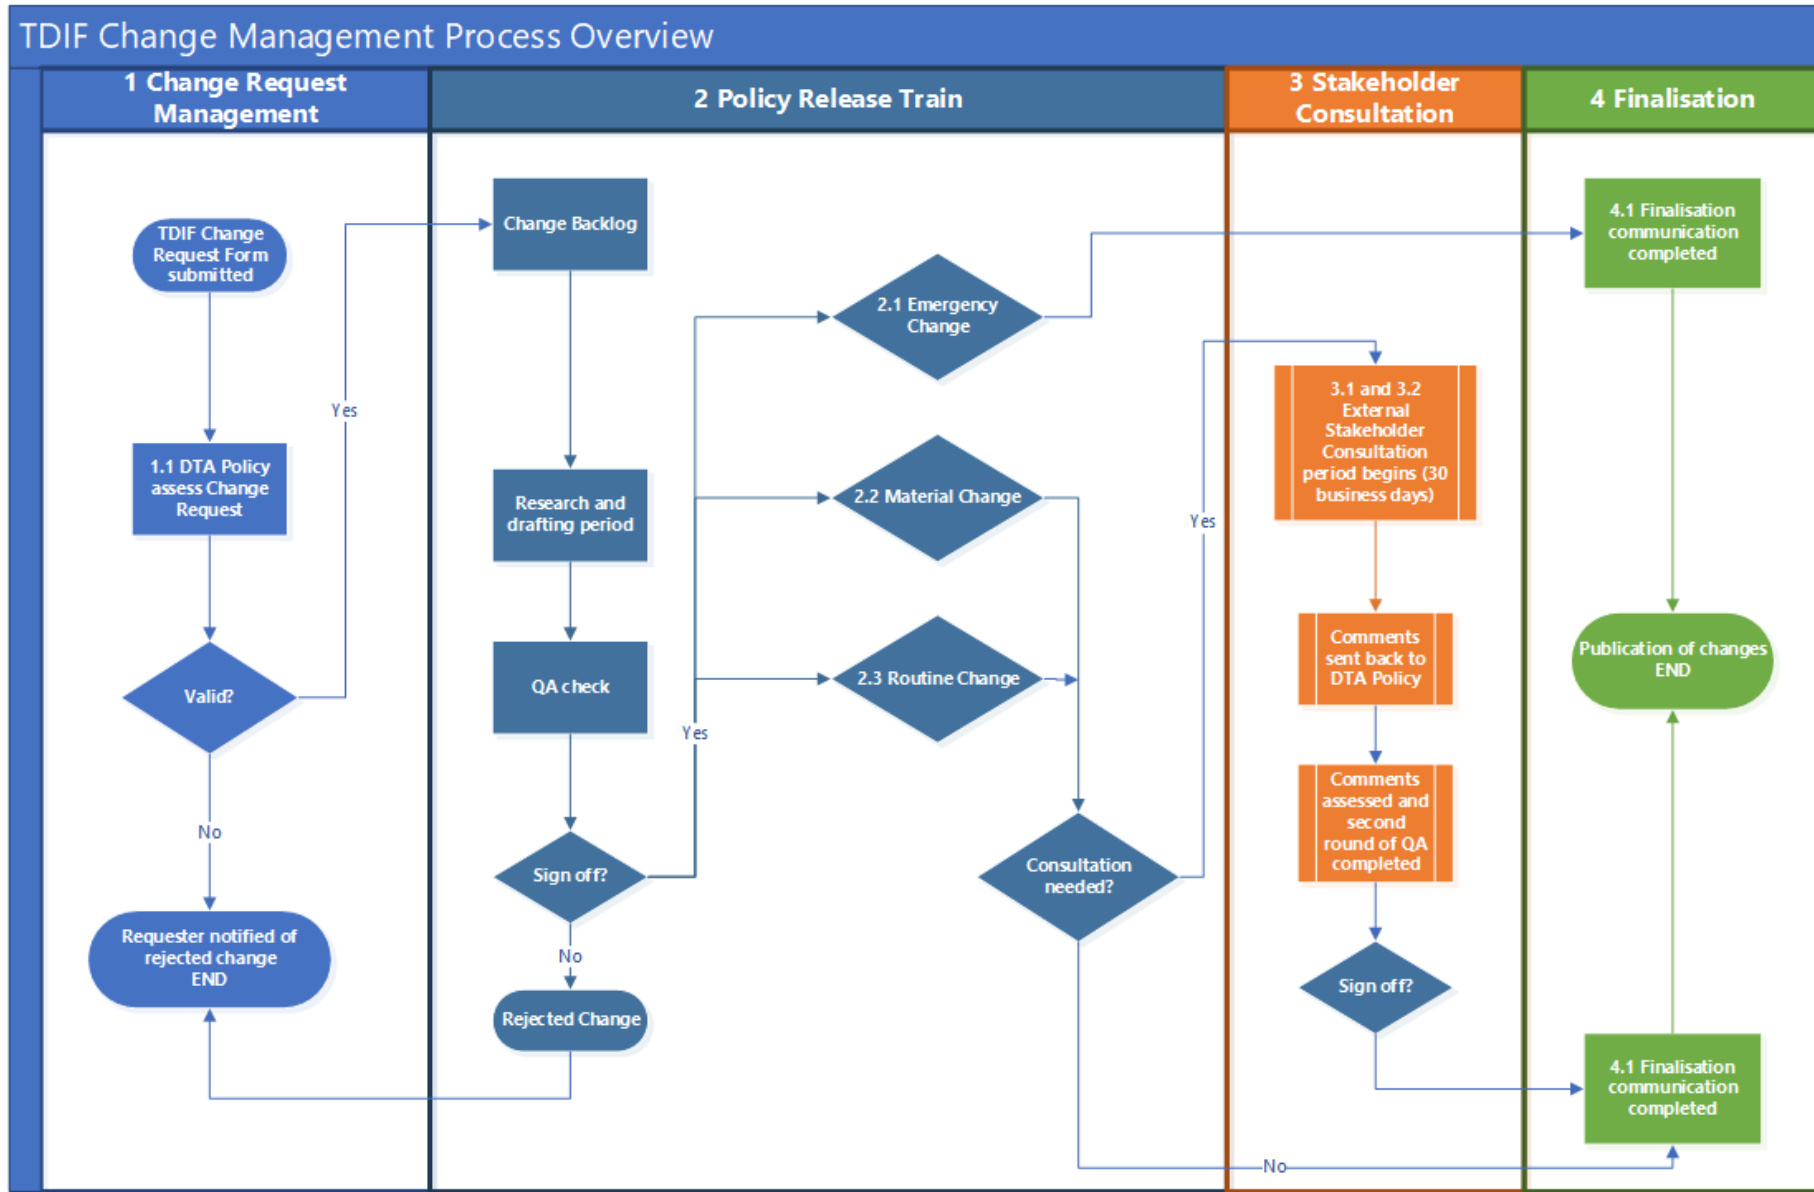 TDIF Change Management Process Overview
1 Change Request
Management
2 Policy Release Train
3 Stakeholder
Consultation
4 Finalisation
TDIF Change
Request Form
submitted
1.1 DTA Policy
assess Change
Request
Valid?
Yes
No
Requester notified of
rejected change
END
Change Backlog
Research and
drafting period
QA check
Sign off?
Yes
No
Rejected Change
2.1 Emergency
Change
2.2 Material Change
2.3 Routine Change
Consultation
needed?
Yes
No
3.1 and 3.2
External
Stakeholder
Consultation
period begins (30
business days)
Comments
sent back to
DTA Policy
Comments
assessed and
second
round of QA
completed
Sign off?
4.1 Finalisation
communication
completed
Publication of changes
END
4.1 Finalisation
communication
completed